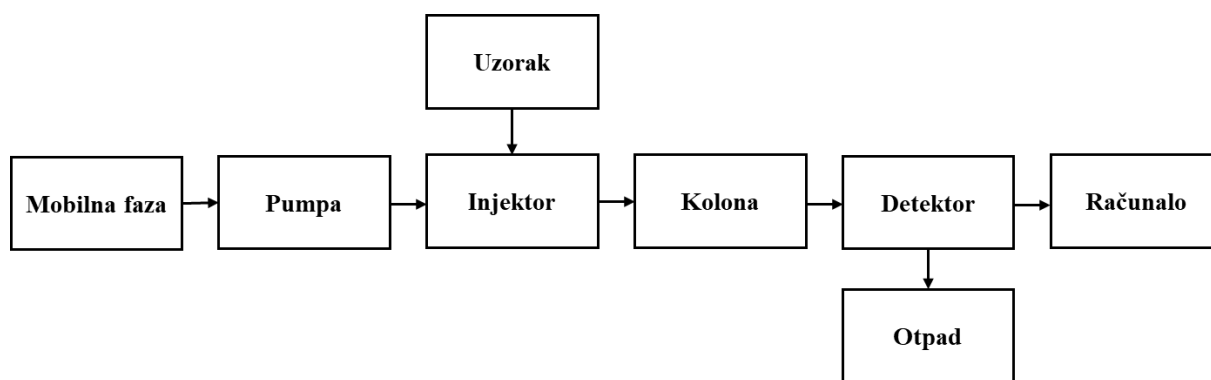 Uzorak
Mobilna faza
Pumpa
Injektor
Kolona
Detektor
Računalo
Otpad